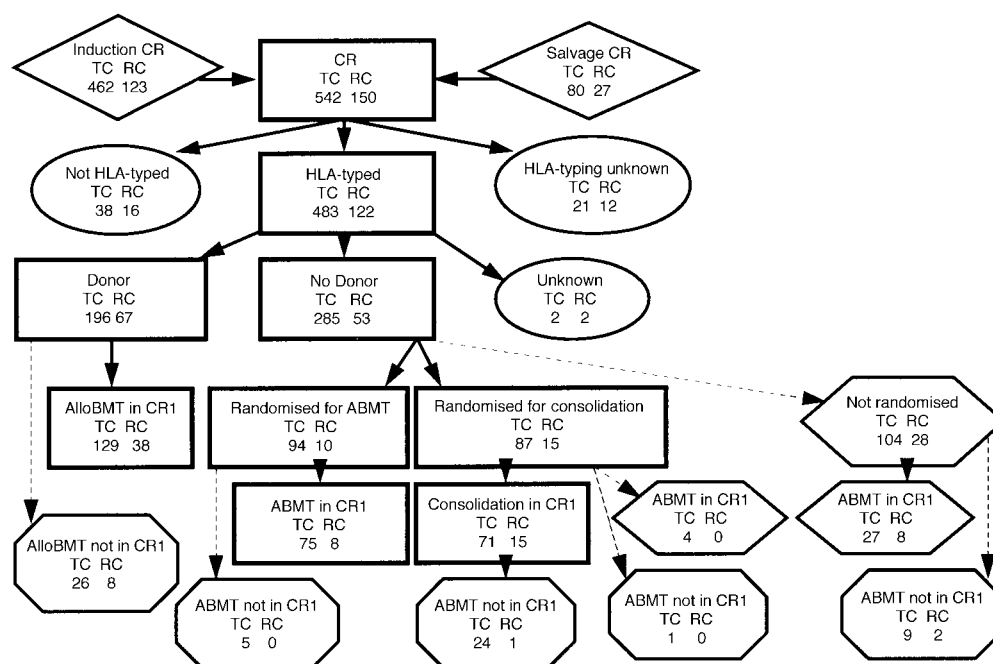 Induction CR
TC RC
462 123
CR
TC RC
542 150
Salvage CR
TC RC
80 27
Not HLA-typed
TC RC
38 16
HLA-typed
TC RC
483 122
HLA-typing unknown
TC RC
21 12
Donor
TC RC
196 67
No Donor
TC RC
285 53
Unknown
TC RC
2 2
AlloBMT in CR1
TC RC
129 38
Randomised for ABMT
TC RC
94 10
Randomised for consolidation
TC RC
87 15
Not randomised
TC RC
104 28
AlloBMT not in CR1
TC RC
26 8
ABMT in CR1
TC RC
75 8
Consolidation in CR1
TC RC
71 15
ABMT in CR1
TC RC
4 0
ABMT in CR1
TC RC
27 8
ABMT not in CR1
TC RC
5 0
ABMT not in CR1
TC RC
24 1
ABMT not in CR1
TC RC
1 0
ABMT not in CR1
TC RC
9 2